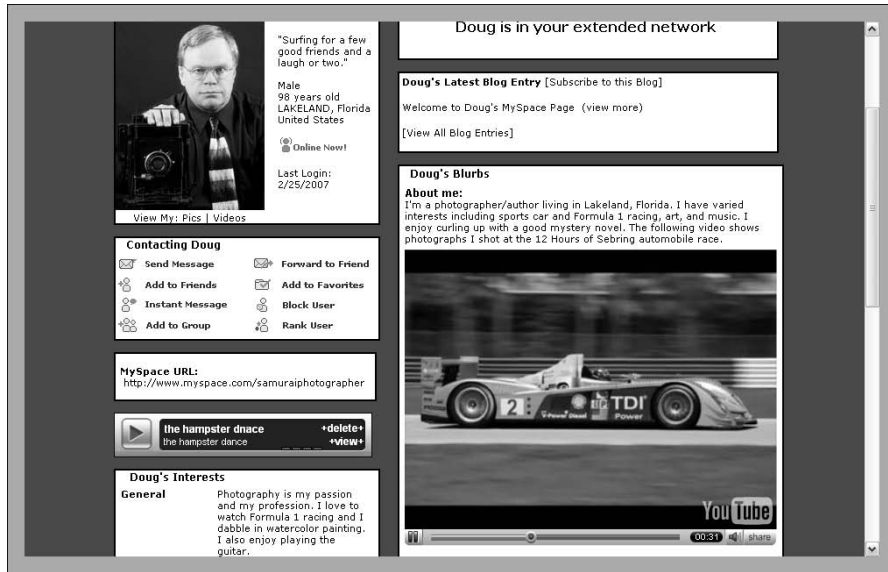 "Surfing for a few
good friends and a
laugh or two."
Male
98 years old
LAKELAND, Florida
United States
Online Now!
Last Login:
2/25/2007
View My: Pics | Videos
Contacting Doug
Send Message
Forward to Friend
Add to Friends
Add to Favorites
Instant Message
Block User
Add to Group
Rank User
MySpace URL:
http://www.myspace.com/samuraiphotographer
the hampster dnace
+delete+
the hampster dance
+view+
Doug's Interests
General
Photography is my passion
and my profession. I love to
watch Formula 1 racing and I
dabble in watercolor painting.
I also enjoy playing the
guitar.
Doug is in your extended network
Doug's Latest Blog Entry [Subscribe to this Blog]
Welcome to Doug's MySpace Page (view more)
[View All Blog Entries]
Doug's Blurbs
About me:
I'm a photographer/author living in Lakeland, Florida. I have varied
interests including sports car and Formula 1 racing, art, and music. I
enjoy curling up with a good mystery novel. The following video shows
photographs I shot at the 12 Hours of Sebring automobile race.
2
V-Power Diesel
TDI
Power
YouTube
00:31
share